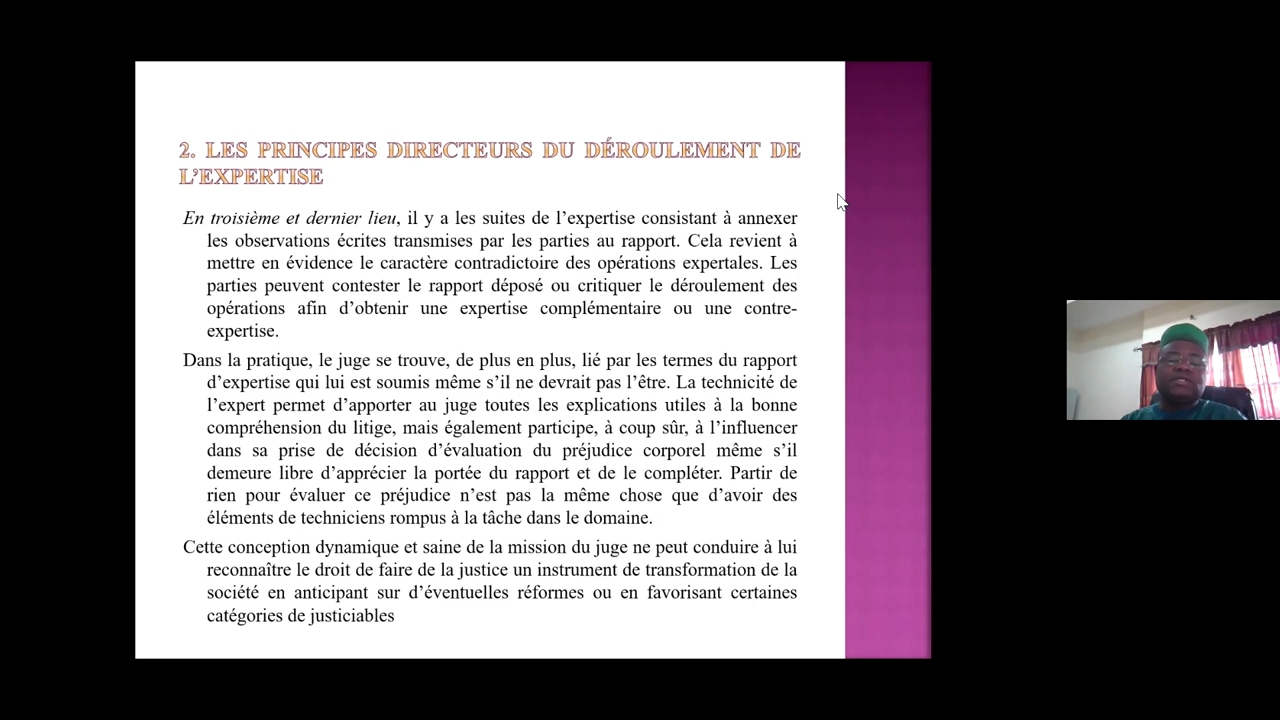 2. LES PRINCIPES DIRECTEURS DU DÉROULEMENT DE
L’EXPERTISE
En troisième et dernier lieu, il y a les suites de l’expertise consistant à annexer
les observations écrites transmises par les parties au rapport. Cela revient à
mettre en évidence le caractère contradictoire des opérations expertales. Les
parties peuvent contester le rapport déposé ou critiquer le déroulement des
opérations afin d’obtenir une expertise complémentaire ou une contre-
expertise.
Dans la pratique, le juge se trouve, de plus en plus, lié par les termes du rapport
d’expertise qui lui est soumis même s’il ne devrait pas l’être. La technicité de
l’expert permet d’apporter au juge toutes les explications utiles à la bonne
compréhension du litige, mais également participe, à coup sûr, à l’influencer
dans sa prise de décision d’évaluation du préjudice corporel même s’il
demeure libre d’apprécier la portée du rapport et de le compléter. Partir de
rien pour évaluer ce préjudice n’est pas la même chose que d’avoir des
éléments de techniciens rompus à la tâche dans le domaine.
Cette conception dynamique et saine de la mission du juge ne peut conduire à lui
reconnaître le droit de faire de la justice un instrument de transformation de la
société en anticipant sur d’éventuelles réformes ou en favorisant certaines
catégories de justiciables